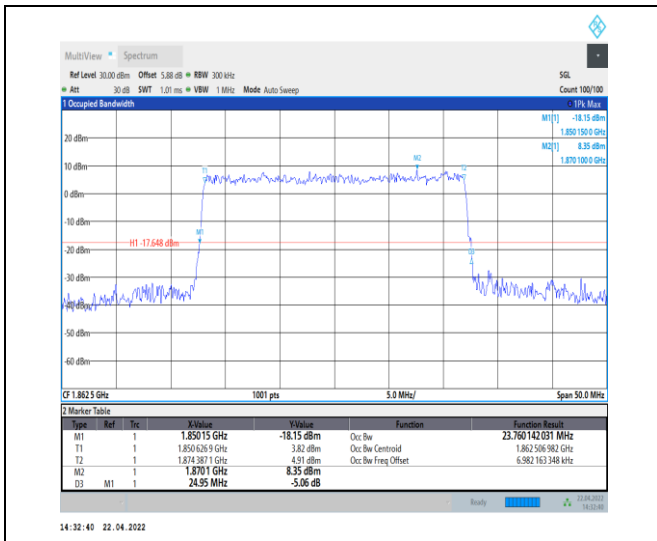 MultiView Spectrum
Ref Level 30.00 dBm Offset 5.88 dB RBW 300 kHz SGL
Att 30 dB SWT 1.01 ms VBW 1 MHz Mode Auto Sweep Count 100/100
1 Occupied Bandwidth 1Pk Max
M1[1] -18.15 dBm
1.850 150 0 GHz
M2[1] 8.35 dBm
1.870 100 0 GHz
20 dBm
10 dBm
0 dBm
-10 dBm
-20 dBm
-30 dBm
-40 dBm
-50 dBm
-60 dBm
M2
T1
M1
H1 -17.648 dBm
CF 1.862 5 GHz 1001 pts 5.0 MHz/ Span 50.0 MHz
2 Marker Table
Type Ref Trc X-Value Y-Value Function Function Result
M1 1 1.85015 GHz -18.15 dBm Occ Bw 23.760 142 031 MHz
T1 1 1.850 626 9 GHz 3.82 dBm Occ Bw Centroid 1.862 506 982 GHz
T2 1 1.874 387 1 GHz 4.91 dBm Occ Bw Freq Offset 6.982 163 348 kHz
M2 1 1.8701 GHz 8.35 dBm
D3 M1 1 24.95 MHz -5.06 dB
Ready 22.04.2022
14:32:40
14:32:40 22.04.2022